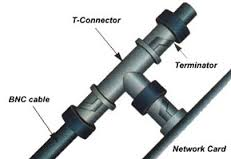 T-Connector
Terminator
BNC cable
Network Card